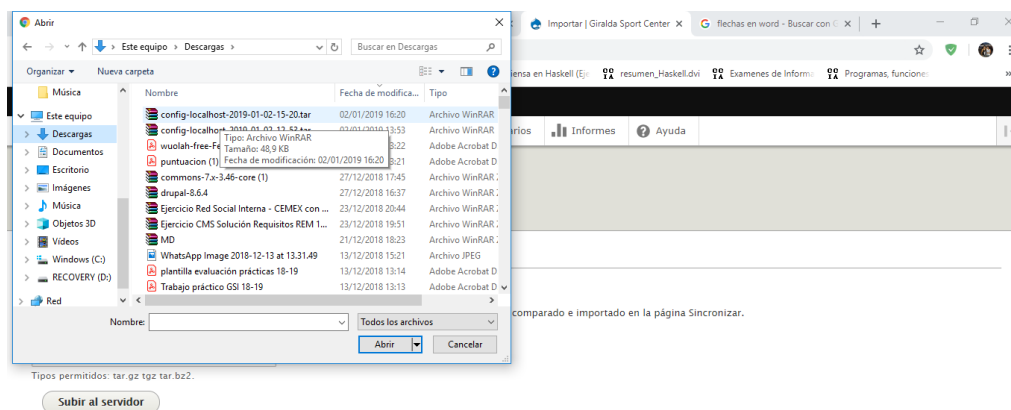 Abrir
Importar | Giralda Sport Center
flechas en word - Buscar con G
Este equipo > Descargas >
Buscar en Descargas
Organizar
Nueva carpeta
en Haskell (Ejc
resumen_Haskell.dvi
Examenes de Informa
Programas, funciones
Música
Nombre
Fecha de modifica...
Tipo
Este equipo
config-localhost-2019-01-02-15-20.tar
02/01/2019 16:20
Archivo WinRAR
Descargas
config-localhost-2019-01-02-12-53.tar
02/01/2019 13:53
Archivo WinRAR
Informes
Ayuda
Documentos
wuolah-free-Fe
3:22
Adobe Acrobat D
Tipo: Archivo WinRAR
Tamaño: 48,9 KB
Fecha de modificación: 02/01/2019 16:20
Escritorio
puntuacion (1)
3:21
Adobe Acrobat D
Imágenes
commons-7.x-3.46-core (1)
27/12/2018 17:45
Archivo WinRAR
Música
drupal-8.6.4
27/12/2018 16:37
Archivo WinRAR
Objetos 3D
Ejercicio Red Social Interna - CEMEX con ...
23/12/2018 20:44
Archivo WinRAR
Vídeos
Ejercicio CMS Solución Requisitos REM 1...
23/12/2018 19:51
Archivo WinRAR
Windows (C:)
MD
21/12/2018 18:23
Archivo WinRAR
RECOVERY (D:)
WhatsApp Image 2018-12-13 at 13.31.49
13/12/2018 15:21
Archivo JPEG
plantilla evaluación prácticas 18-19
13/12/2018 13:14
Adobe Acrobat D
Red
Trabajo práctico GSI 18-19
13/12/2018 13:13
Adobe Acrobat D
Nombre:
Todos los archivos
comparado e importado en la página Sincronizar.
Abrir
Cancelar
Tipos permitidos: tar.gz tgz tar.bz2.
Subir al servidor